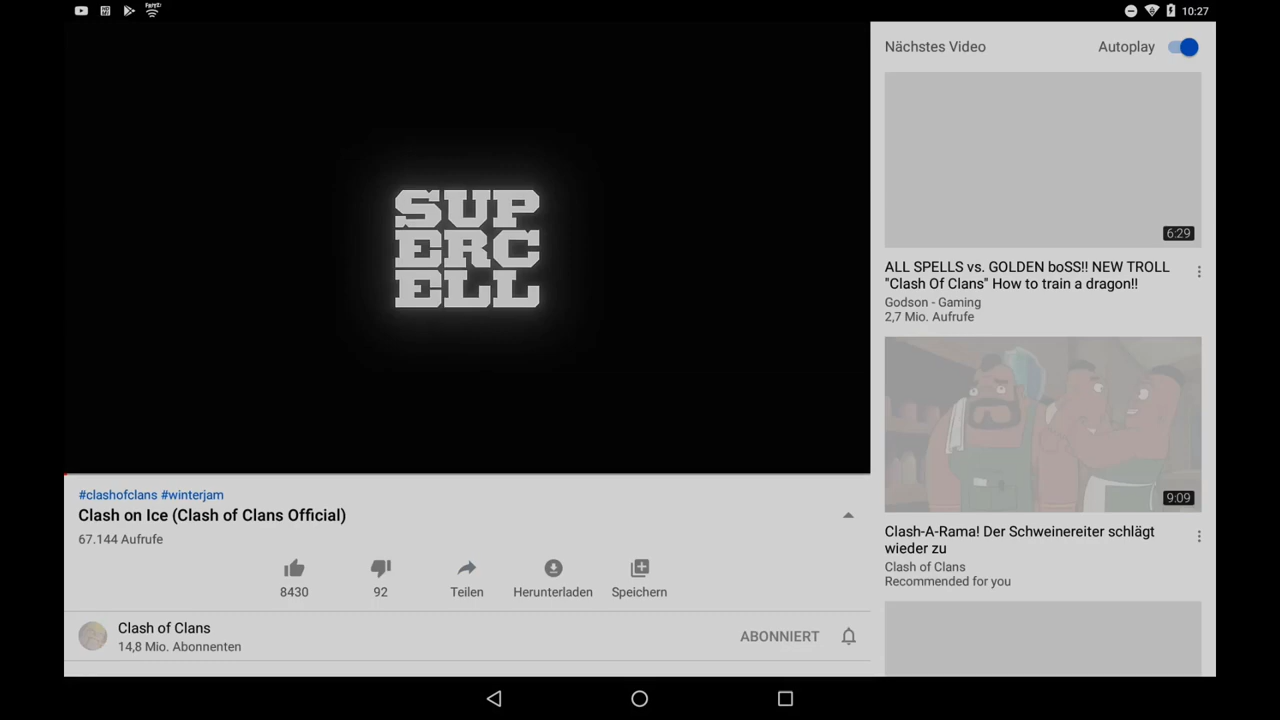 10:27
SUP
ERC
ELL
#clashofclans #winterjam
Clash on Ice (Clash of Clans Official)
67.144 Aufrufe
8430
92
Teilen
Herunterladen
Speichern
Clash of Clans
14,8 Mio. Abonnenten
ABONNIERT
Nächstes Video
Autoplay
6:29
ALL SPELLS vs. GOLDEN boSS!! NEW TROLL
"Clash Of Clans" How to train a dragon!!
Godson - Gaming
2,7 Mio. Aufrufe
9:09
Clash-A-Rama! Der Schweinereiter schlägt
wieder zu
Clash of Clans
Recommended for you